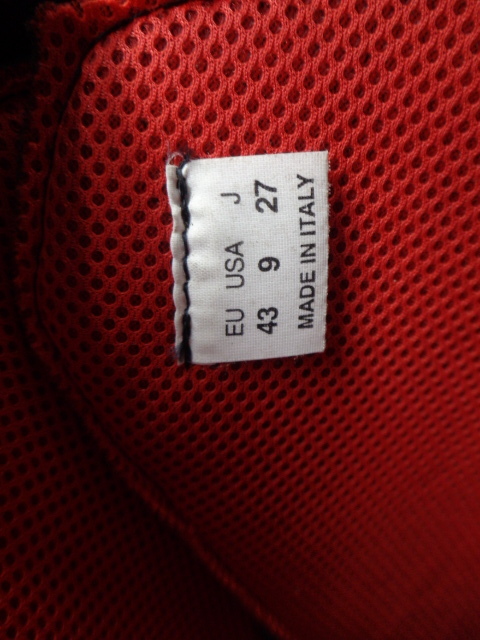 EU USA J
43 9 27
MADE IN ITALY